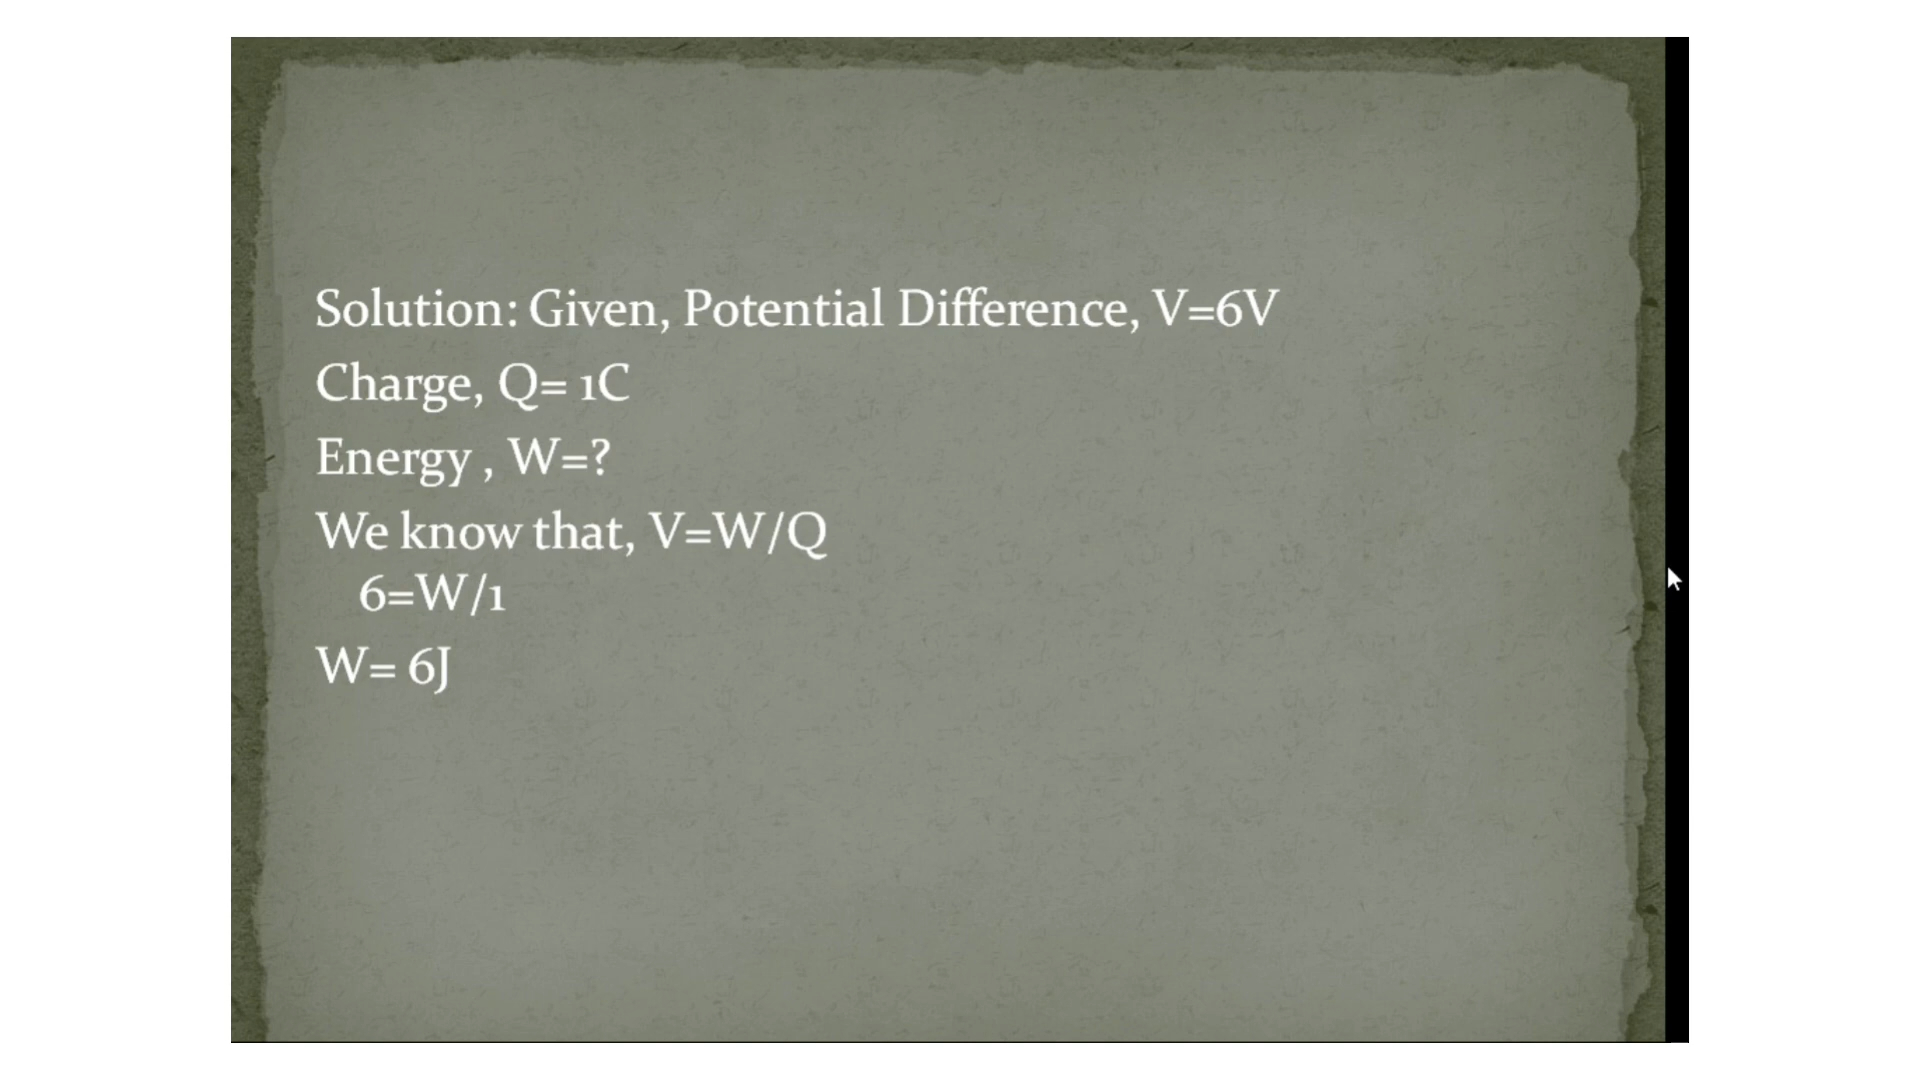 Solution: Given, Potential Difference, V=6V
Charge, Q= 1C
Energy , W=?
We know that, V=W/Q
6=W/1
W= 6J